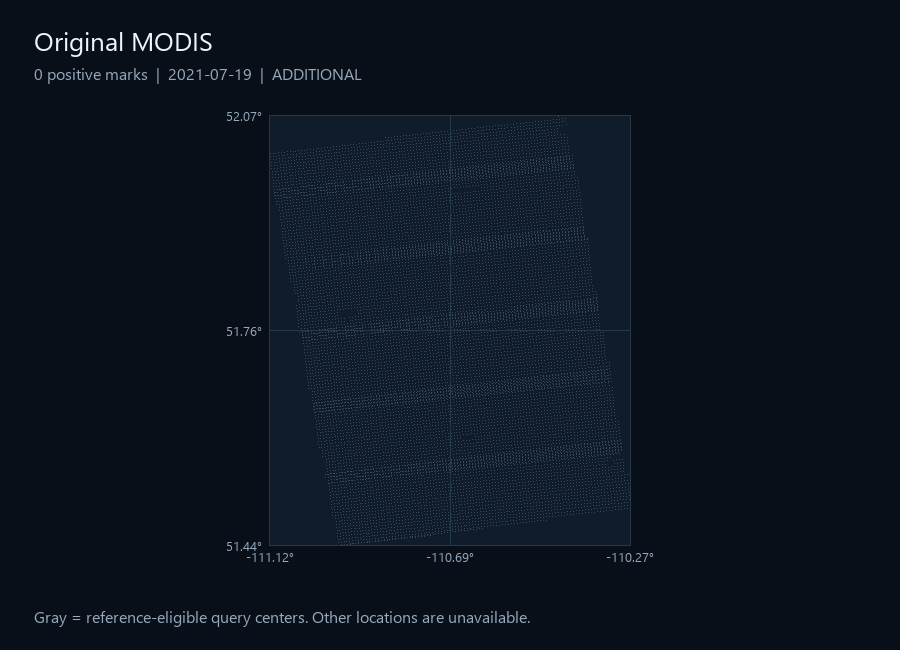 Original MODIS
0 positive marks | 2021-07-19 | ADDITIONAL
52.07°
51.76°
51.44°
-111.12° -110.69° -110.27°
Gray = reference-eligible query centers. Other locations are unavailable.